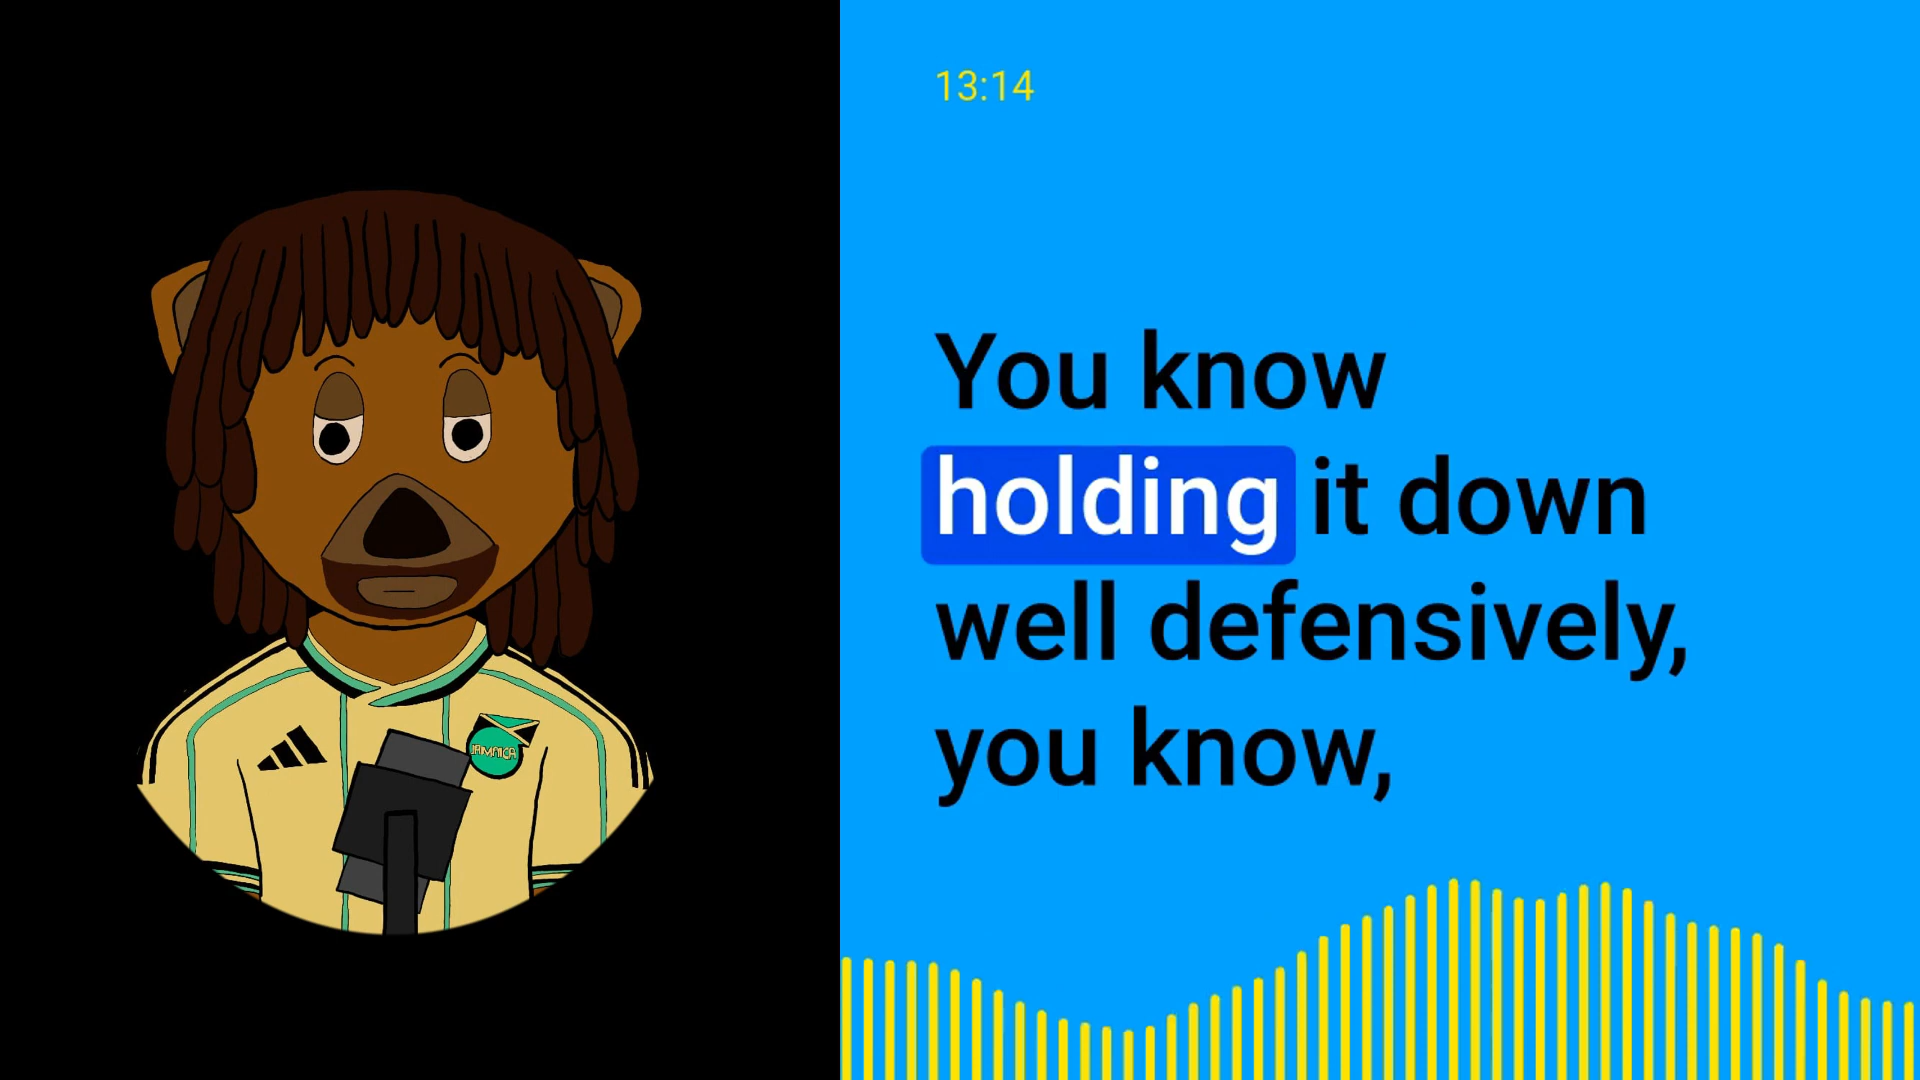 13:14
You know
holding it down
well defensively,
you know,
JAMAICA